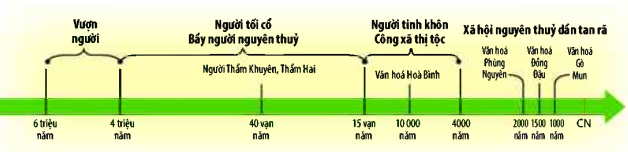 Vượn
người
Người tối cổ
Bầy người nguyên thuỷ
Người tinh khôn
Công xã thị tộc
Xã hội nguyên thuỷ dần tan rã
Người Thẩm Khuyên, Thẩm Hai
Văn hoá Hoà Bình
Văn hoá
Phùng
Nguyên
Văn hoá
Đồng
Đậu
Văn hoá
Gò
Mun
6 triệu
năm
4 triệu
năm
40 vạn
năm
15 vạn
năm
10 000
năm
4000
năm
2000
năm
1500
năm
1000
năm
CN